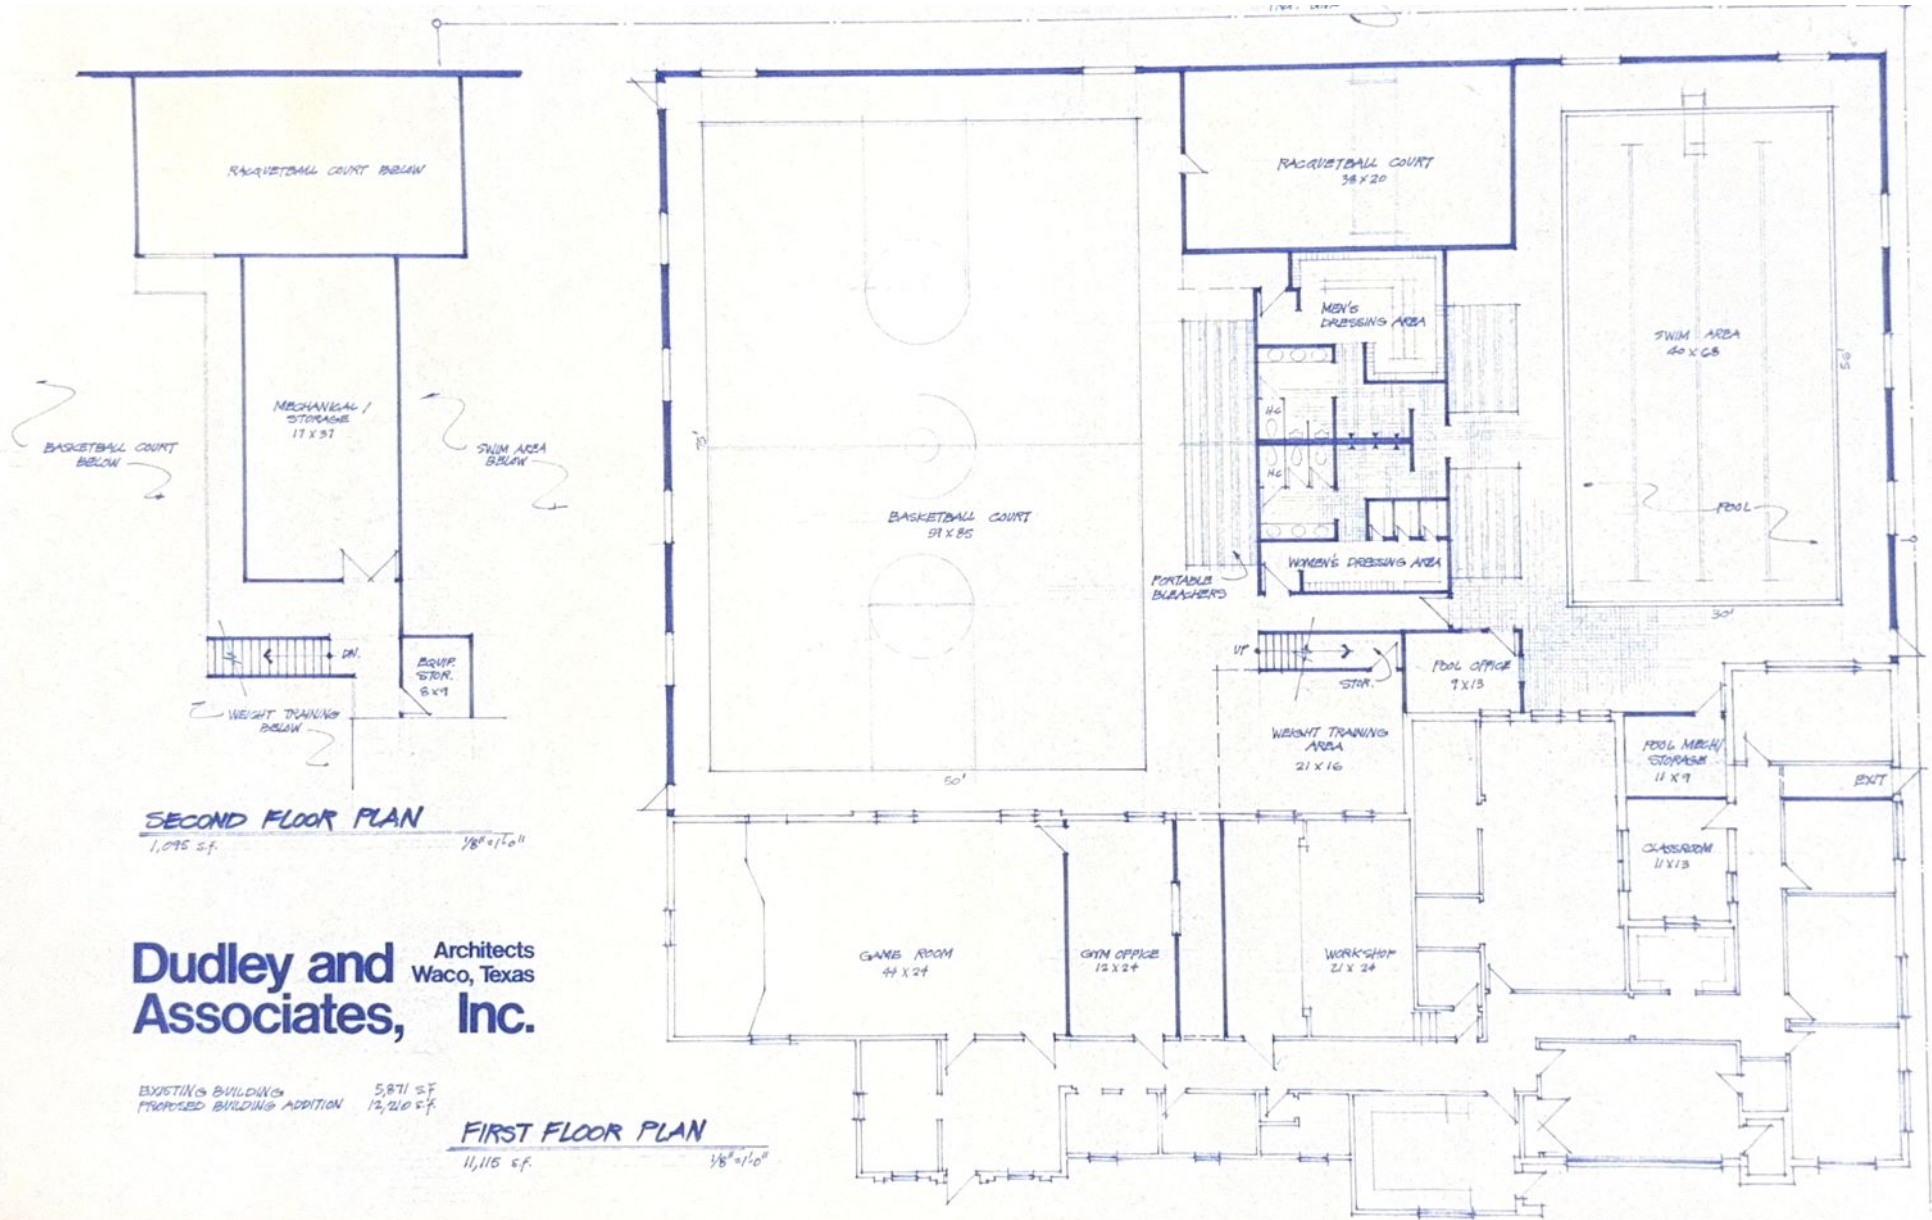 RACQUETBALL COURT BELOW
MECHANICAL /
STORAGE
17 X 37
BASKETBALL COURT
BELOW
SWIM AREA
BELOW
DN.
EQUIP.
STOR.
8 X 9
WEIGHT TRAINING
BELOW
SECOND FLOOR PLAN
1,095 s.f.
1/8" = 1'-0"
Dudley and
Associates, Inc.
Architects
Waco, Texas
EXISTING BUILDING 5,871 S.F.
PROPOSED BUILDING ADDITION 12,210 S.f.
FIRST FLOOR PLAN
11,115 s.f.
1/8" = 1'-0"
RACQUETBALL COURT
38 X 20
MEN'S
DRESSING AREA
SWIM AREA
40 X 68
56'
H.C.
H.C.
75'
BASKETBALL COURT
59 X 85
POOL
WOMEN'S DRESSING AREA
PORTABLE
BLEACHERS
30'
UP
STOR.
POOL OFFICE
9 X 13
WEIGHT TRAINING
AREA
21 X 16
50'
POOL MECH/
STORAGE
11 X 9
EXIT
CLASSROOM
11 X 13
GAME ROOM
44 X 24
GYM OFFICE
12 X 24
WORKSHOP
21 X 24